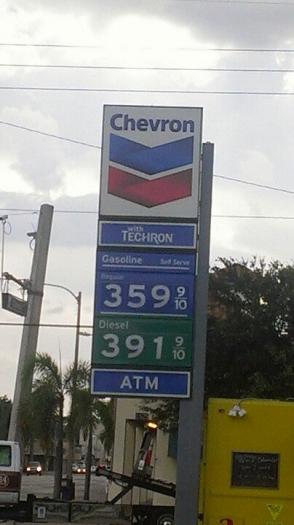 Chevron
with
TECHRON
Gasoline Self Serve
Regular
359 9/10
Diesel
391 9/10
ATM